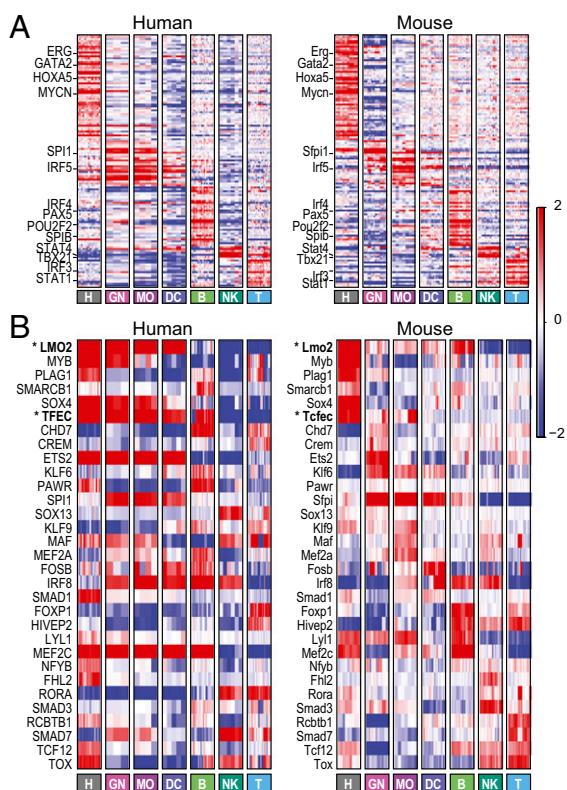 A
Human
Mouse
ERG
GATA2
HOXA5
MYCN
SPI1
IRF5
IRF4
PAX5
POU2F2
SPIB
STAT4
TBX21
IRF3
STAT1
H GN MO DC B NK T
Erg
Gata2
Hoxa5
Mycn
Sfpi1
Irf5
Irf4
Pax5
Pou2f2
Spib
Stat4
Tbx21
Irf3
Stat1
H GN MO DC B NK T
2
0
−2
B
Human
Mouse
* LMO2
MYB
PLAG1
SMARCB1
SOX4
* TFEC
CHD7
CREM
ETS2
KLF6
PAWR
SPI1
SOX13
KLF9
MAF
MEF2A
FOSB
IRF8
SMAD1
FOXP1
HIVEP2
LYL1
MEF2C
NFYB
FHL2
RORA
SMAD3
RCBTB1
SMAD7
TCF12
TOX
H GN MO DC B NK T
* Lmo2
Myb
Plag1
Smarcb1
Sox4
* Tcfec
Chd7
Crem
Ets2
Klf6
Pawr
Sfpi
Sox13
Klf9
Maf
Mef2a
Fosb
Irf8
Smad1
Foxp1
Hivep2
Lyl1
Mef2c
Nfyb
Fhl2
Rora
Smad3
Rcbtb1
Smad7
Tcf12
Tox
H GN MO DC B NK T